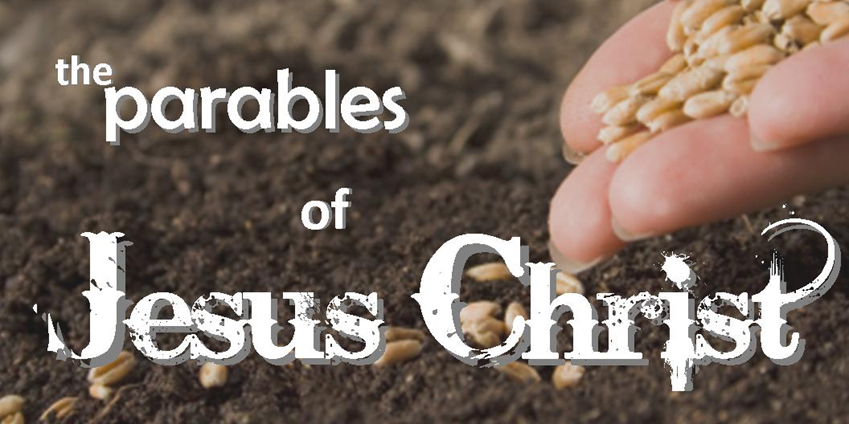 the
parables
of
Jesus Christ